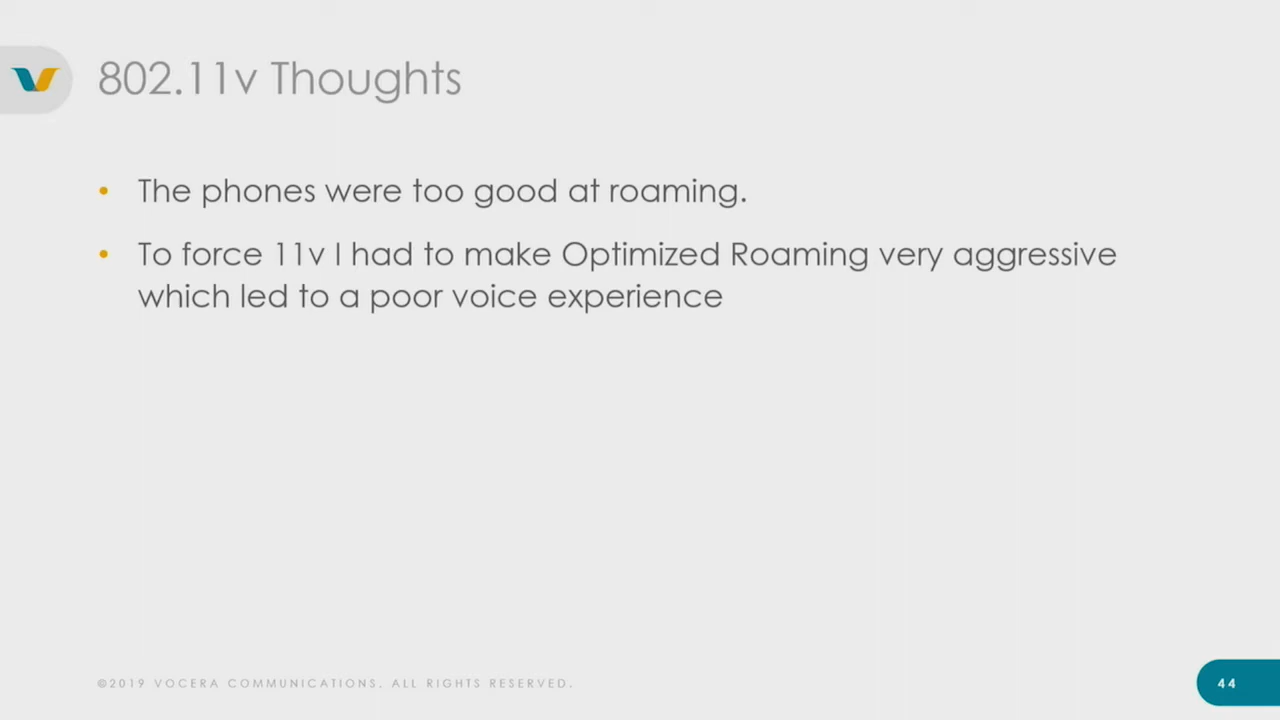 802.11v Thoughts
• The phones were too good at roaming.
• To force 11v I had to make Optimized Roaming very aggressive
which led to a poor voice experience
©2019 VOCERA COMMUNICATIONS. ALL RIGHTS RESERVED.
44